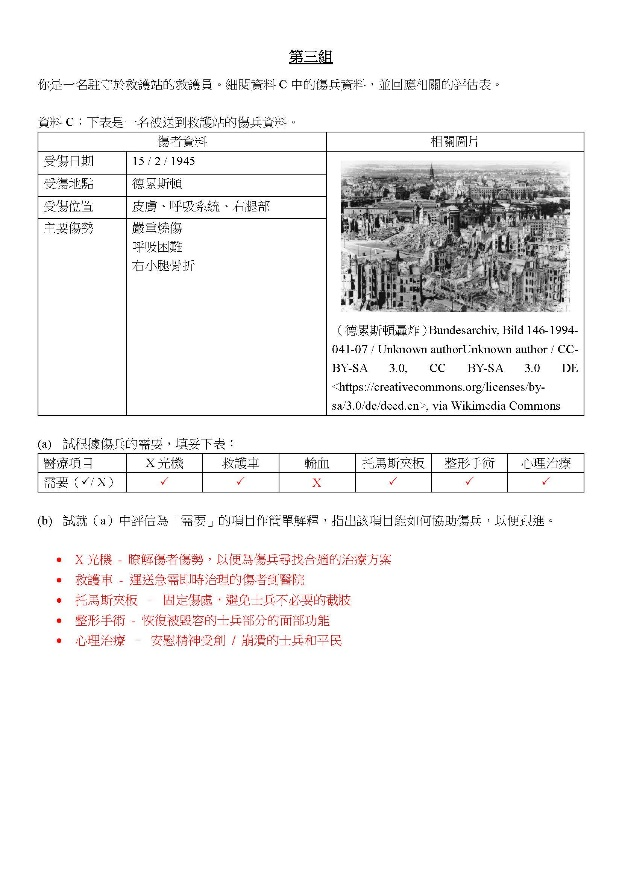 第三組
你是一名駐守於救護站的救護員。細閱資料 C 中的傷兵資料，並回應相關的評估表。
資料 C：下表是一名被送到救護站的傷兵資料。
傷者資料 相關圖片
受傷日期 15 / 2 / 1945
受傷地點 德累斯頓
受傷位置 皮膚、呼吸系統、右腿部
主要傷勢 嚴重燒傷
呼吸困難
右小腿骨折
（德累斯頓轟炸）Bundesarchiv, Bild 146-1994-
041-07 / Unknown authorUnknown author / CC-
BY-SA 3.0, CC BY-SA 3.0 DE
<https://creativecommons.org/licenses/by-
sa/3.0/de/deed.en>, via Wikimedia Commons
(a) 試根據傷兵的需要，填妥下表：
醫療項目 X 光機 救護車 輸血 托馬斯夾板 整形手術 心理治療
需要（✓/ X） ✓ ✓ X ✓ ✓ ✓
(b) 試就（a）中評估為「需要」的項目作簡單解釋，指出該項目能如何協助傷兵，以便跟進。
• X 光機 - 瞭解傷者傷勢，以便為傷兵尋找合適的治療方案
• 救護車 - 運送急需即時治理的傷者到醫院
• 托馬斯夾板 – 固定傷處，避免士兵不必要的截肢
• 整形手術 - 恢復被毀容的士兵部分的面部功能
• 心理治療 – 安慰精神受創 / 崩潰的士兵和平民